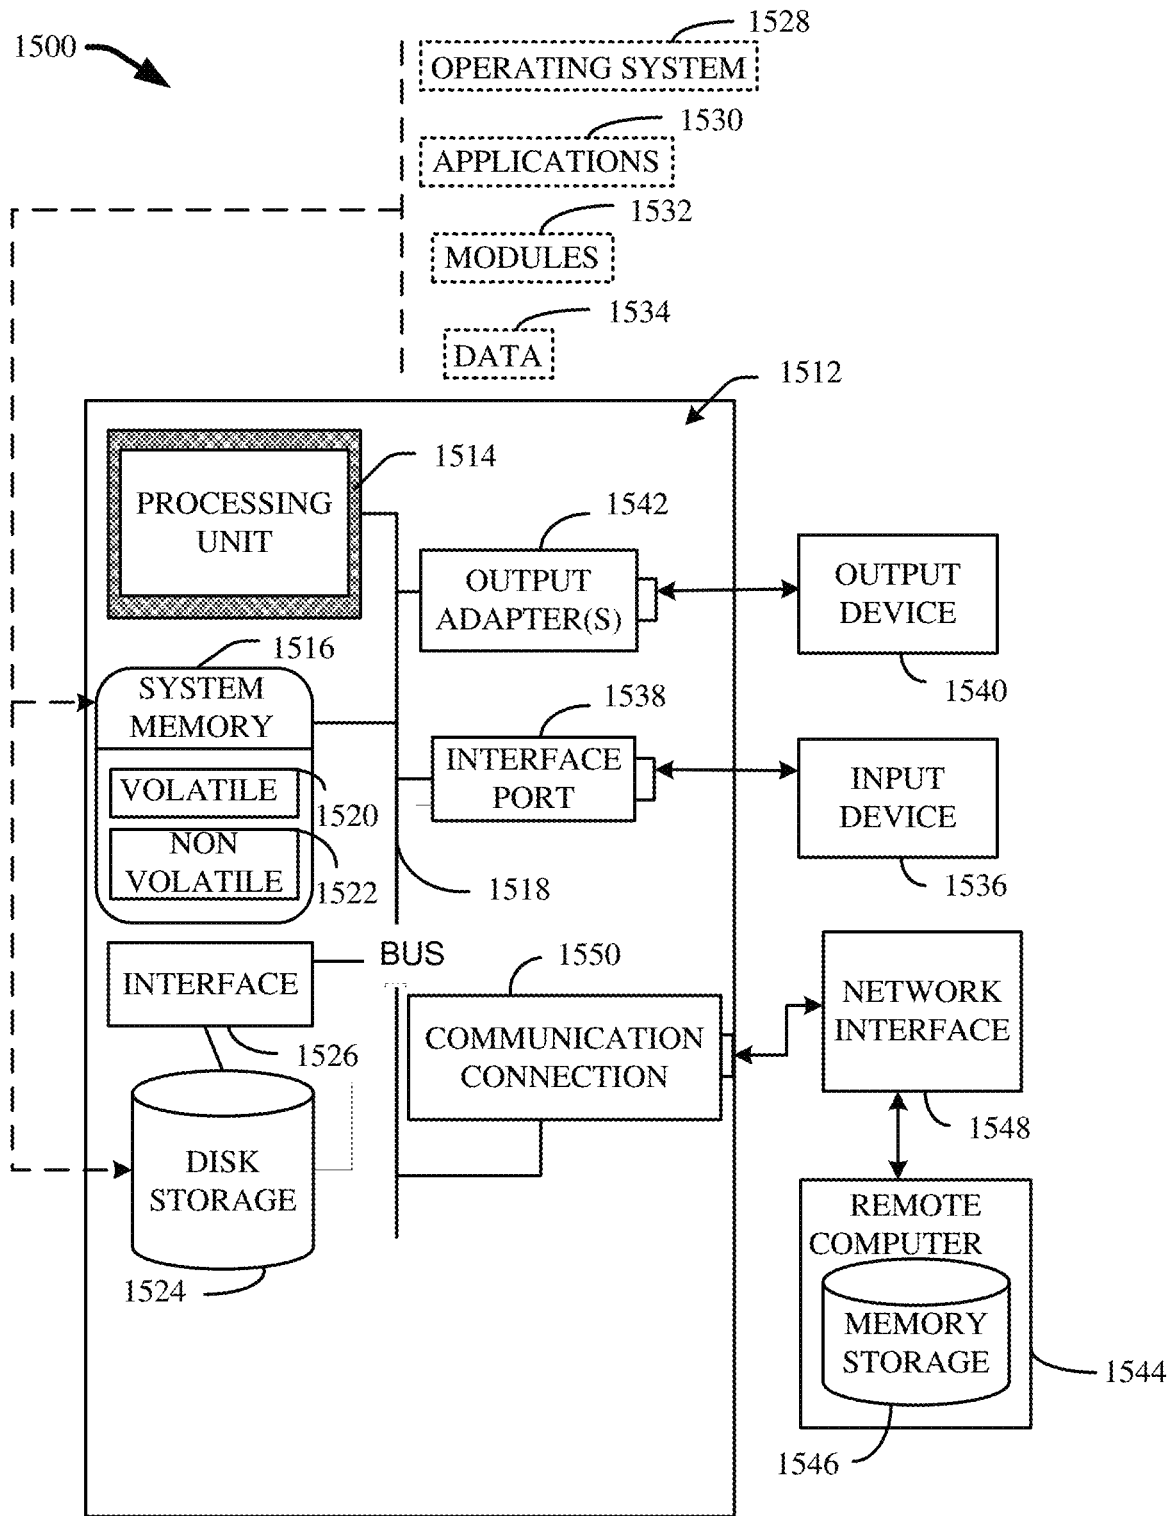 1500
1528
OPERATING SYSTEM
1530
APPLICATIONS
1532
MODULES
1534
DATA
1512
1514
PROCESSING
UNIT
1542
OUTPUT
ADAPTER(S)
OUTPUT
DEVICE
1540
1516
SYSTEM
MEMORY
1538
INTERFACE
PORT
INPUT
DEVICE
1536
VOLATILE
1520
NON
VOLATILE
1522
1518
BUS
INTERFACE
1526
1550
COMMUNICATION
CONNECTION
NETWORK
INTERFACE
1548
DISK
STORAGE
1524
REMOTE
COMPUTER
MEMORY
STORAGE
1544
1546